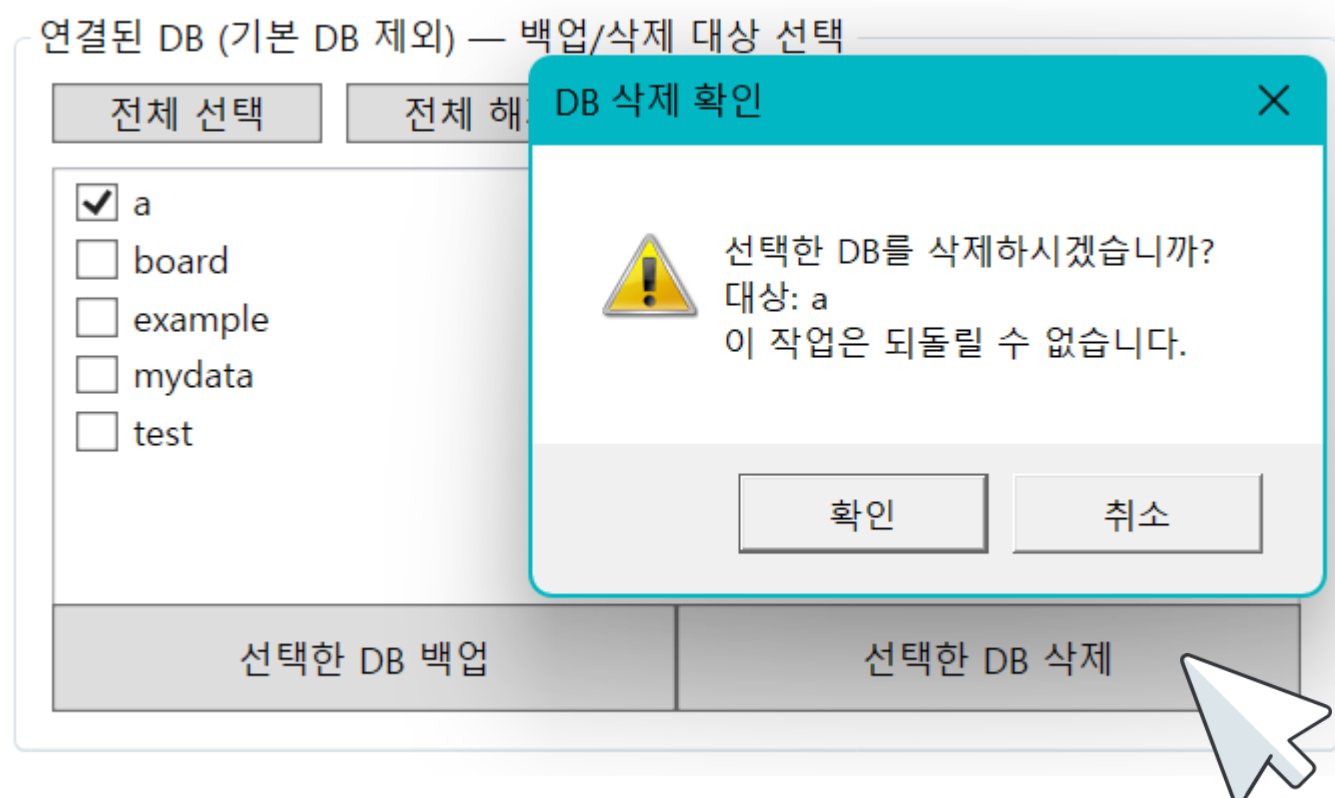 연결된 DB (기본 DB 제외) — 백업/삭제 대상 선택
전체 선택
전체 해
DB 삭제 확인
a
board
example
mydata
test
선택한 DB를 삭제하시겠습니까?
대상: a
이 작업은 되돌릴 수 없습니다.
확인
취소
선택한 DB 백업
선택한 DB 삭제